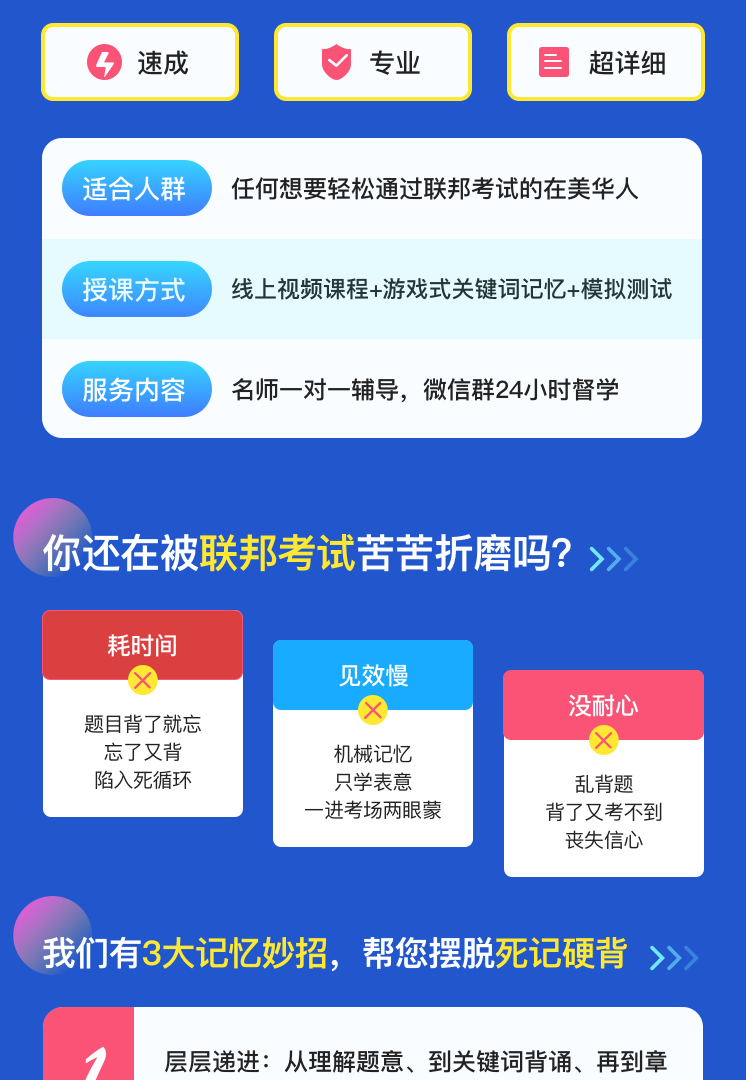 速成
专业
超详细
适合人群
任何想要轻松通过联邦考试的在美华人
授课方式
线上视频课程+游戏式关键词记忆+模拟测试
服务内容
名师一对一辅导，微信群24小时督学
你还在被联邦考试苦苦折磨吗?
耗时间
题目背了就忘
忘了又背
陷入死循环
见效慢
机械记忆
只学表意
一进考场两眼蒙
没耐心
乱背题
背了又考不到
丧失信心
我们有3大记忆妙招，帮您摆脱死记硬背
1
层层递进：从理解题意、到关键词背诵、再到章